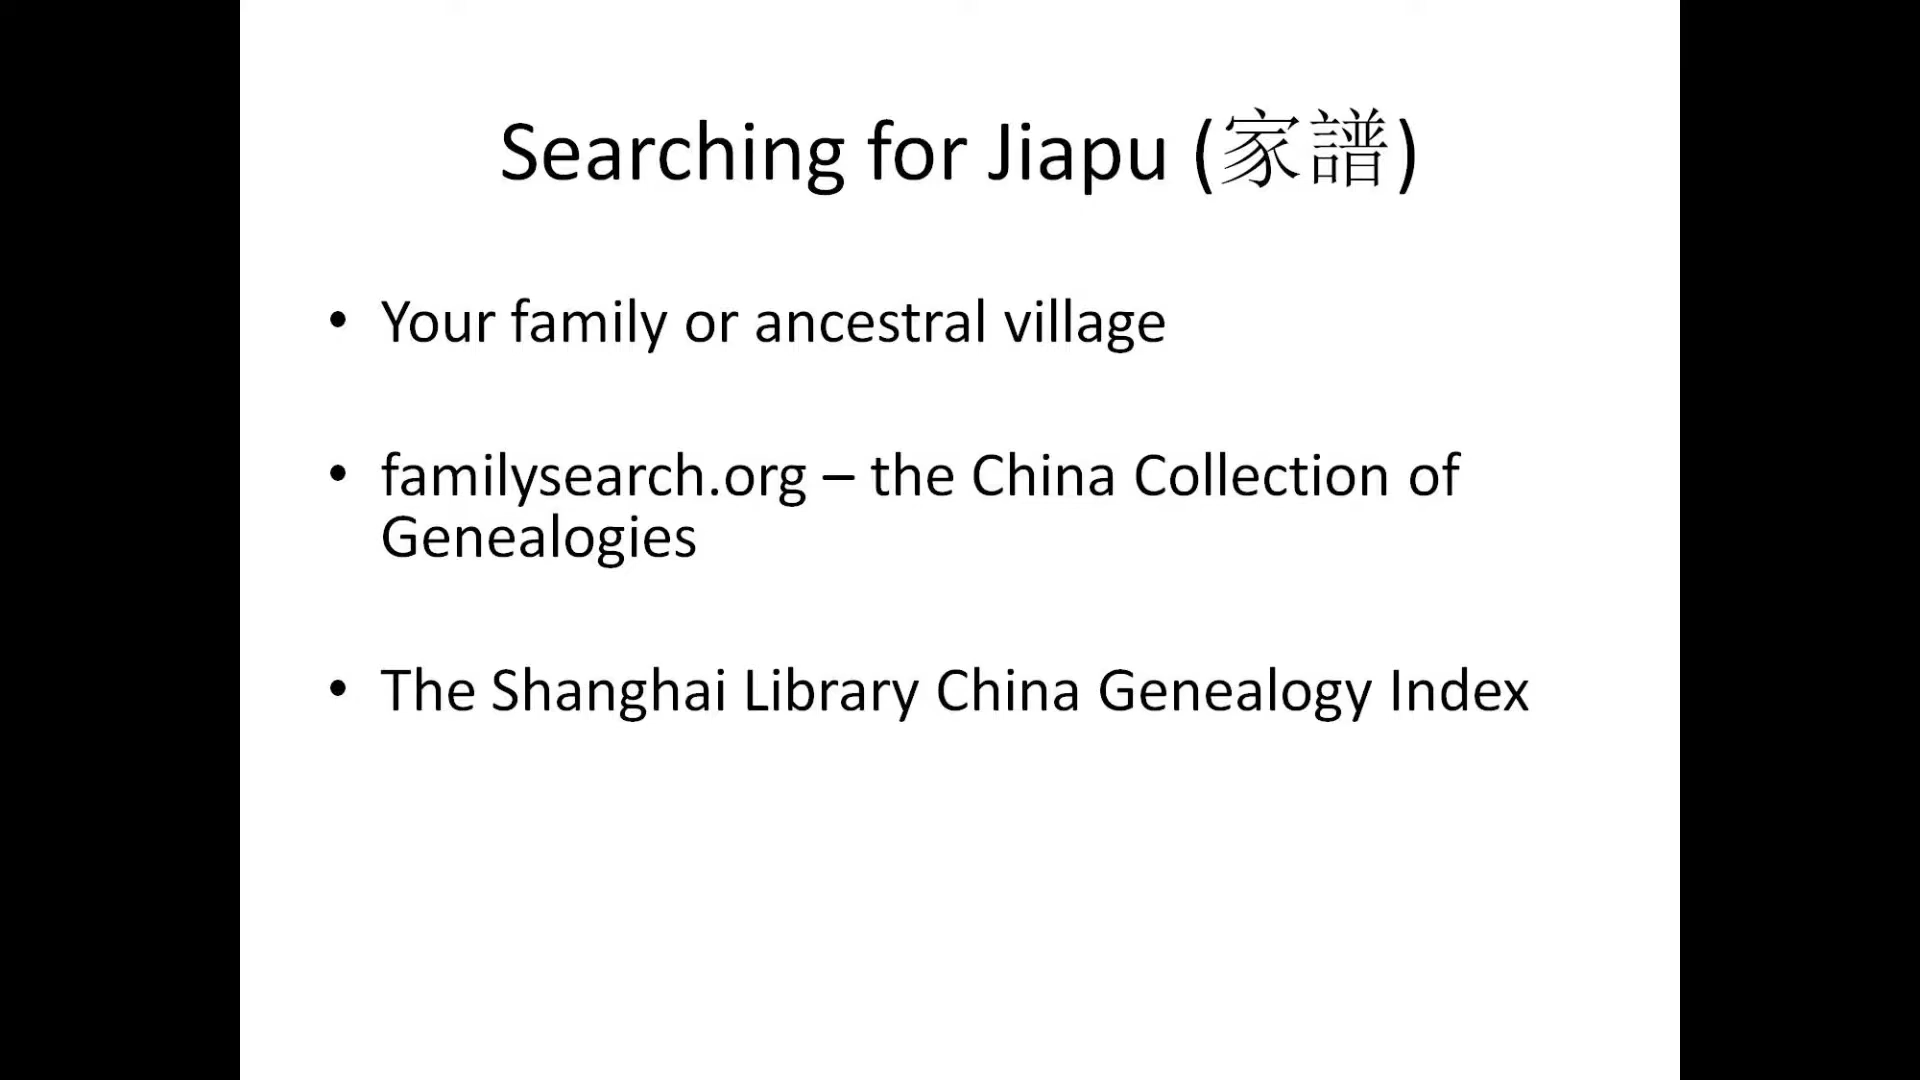 Searching for Jiapu (家譜)
• Your family or ancestral village
• familysearch.org – the China Collection of
Genealogies
• The Shanghai Library China Genealogy Index